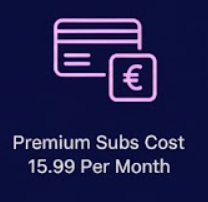 €
Premium Subs Cost
15.99 Per Month